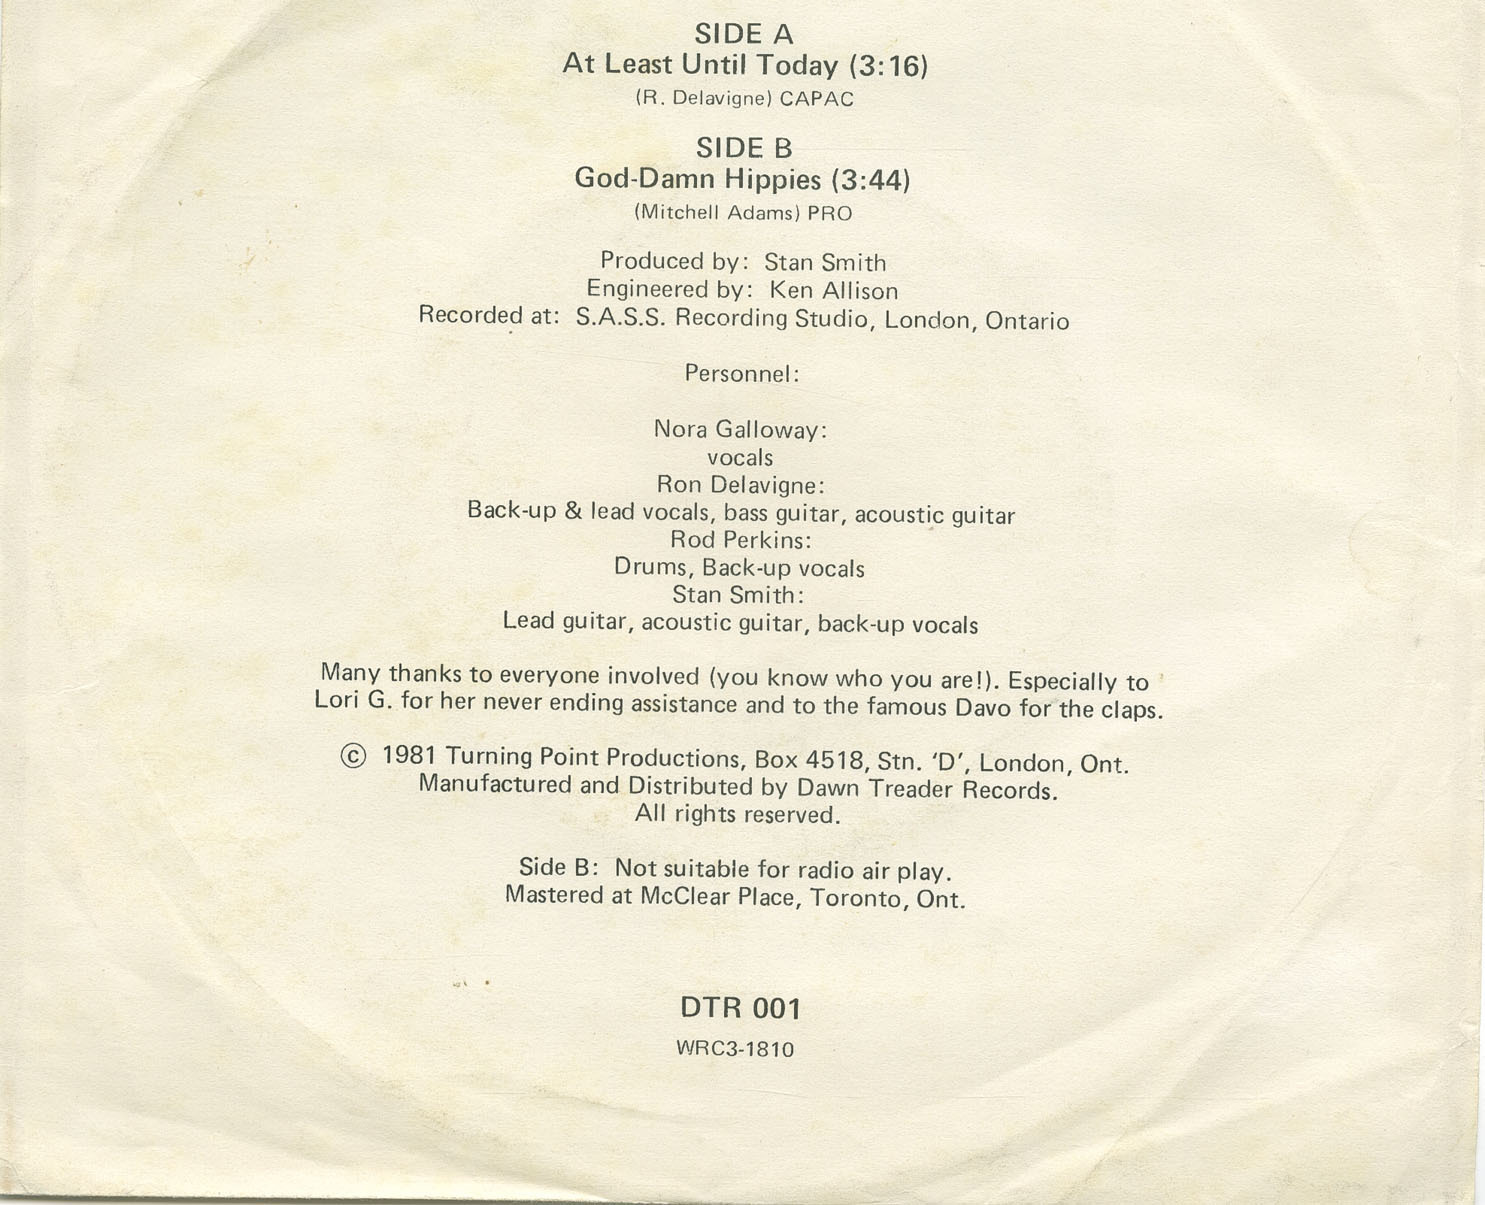 SIDE A
At Least Until Today (3:16)
(R. Delavigne) CAPAC
SIDE B
God-Damn Hippies (3:44)
(Mitchell Adams) PRO
Produced by: Stan Smith
Engineered by: Ken Allison
Recorded at: S.A.S.S. Recording Studio, London, Ontario
Personnel:
Nora Galloway:
vocals
Ron Delavigne:
Back-up & lead vocals, bass guitar, acoustic guitar
Rod Perkins:
Drums, Back-up vocals
Stan Smith:
Lead guitar, acoustic guitar, back-up vocals
Many thanks to everyone involved (you know who you are!). Especially to
Lori G. for her never ending assistance and to the famous Davo for the claps.
© 1981 Turning Point Productions, Box 4518, Stn. 'D', London, Ont.
Manufactured and Distributed by Dawn Treader Records.
All rights reserved.
Side B: Not suitable for radio air play.
Mastered at McClear Place, Toronto, Ont.
DTR 001
WRC3-1810